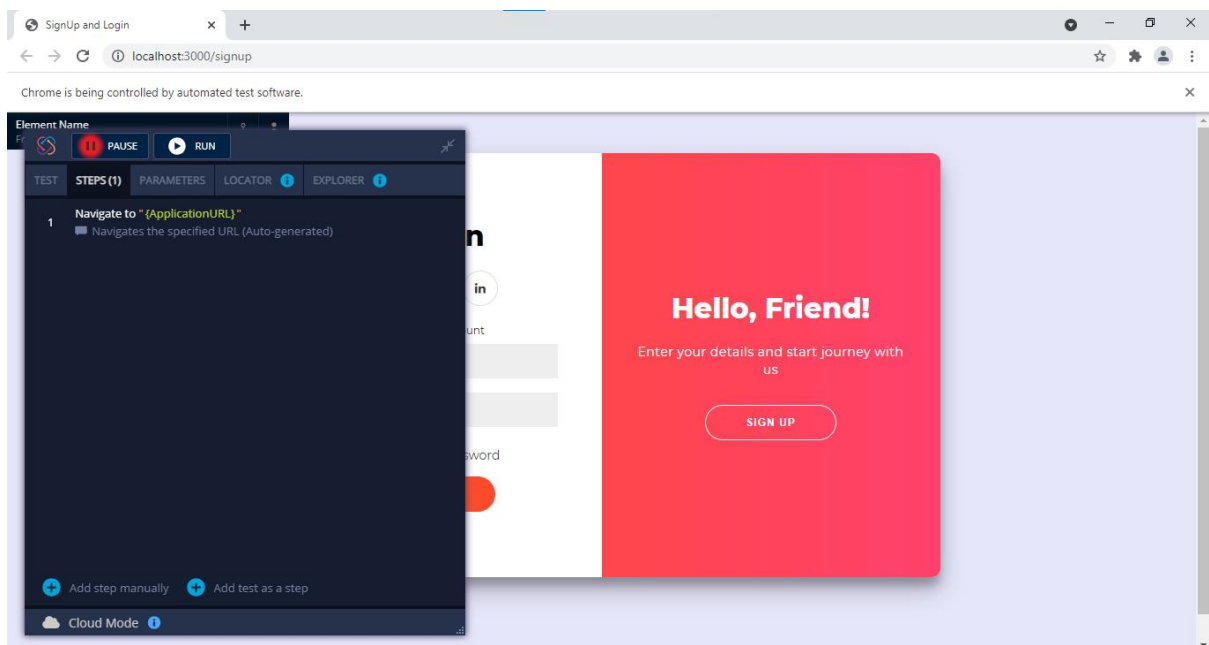 SignUp and Login
localhost:3000/signup
Chrome is being controlled by automated test software.
Element Name
PAUSE
RUN
TEST
STEPS (1)
PARAMETERS
LOCATOR
EXPLORER
1
Navigate to "{ApplicationURL}"
Navigates the specified URL (Auto-generated)
Add step manually
Add test as a step
Cloud Mode
n
in
unt
sword
Hello, Friend!
Enter your details and start journey with
us
SIGN UP